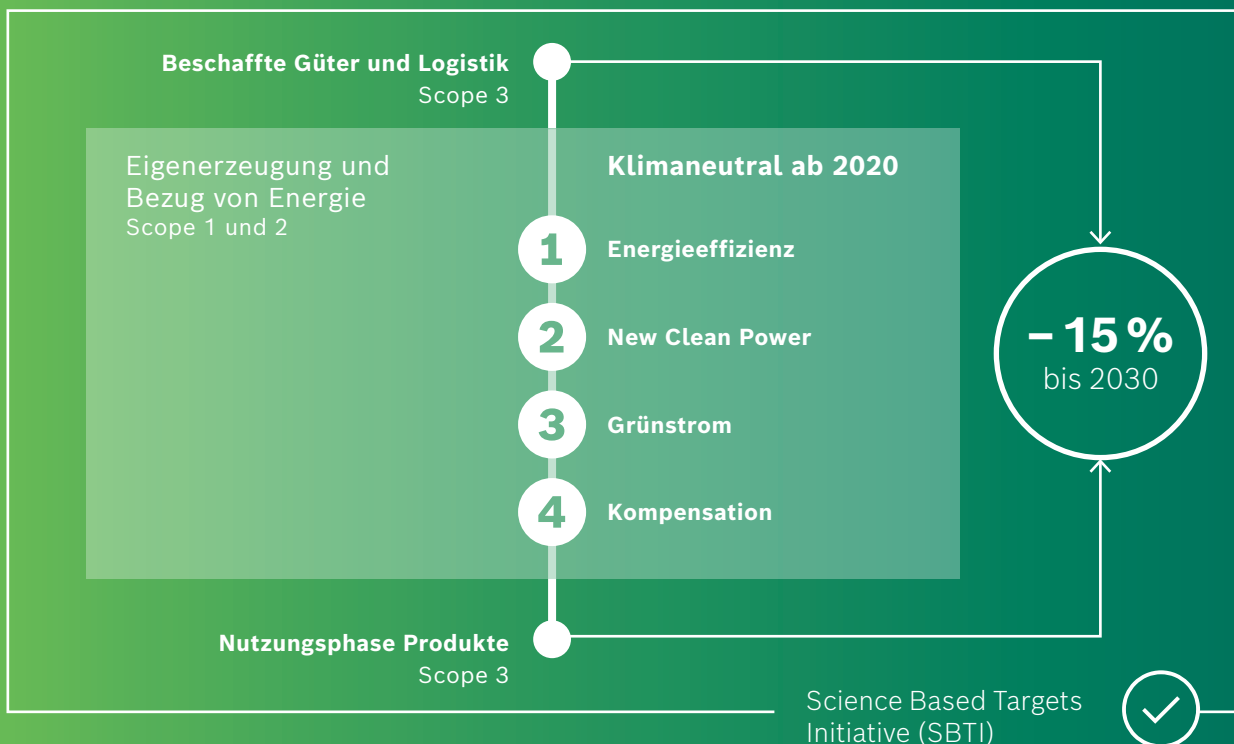 Beschaffte Güter und Logistik
Scope 3
Eigenerzeugung und
Bezug von Energie
Scope 1 und 2
Klimaneutral ab 2020
1 Energieeffizienz
2 New Clean Power
3 Grünstrom
4 Kompensation
– 15 %
bis 2030
Nutzungsphase Produkte
Scope 3
Science Based Targets
Initiative (SBTI)